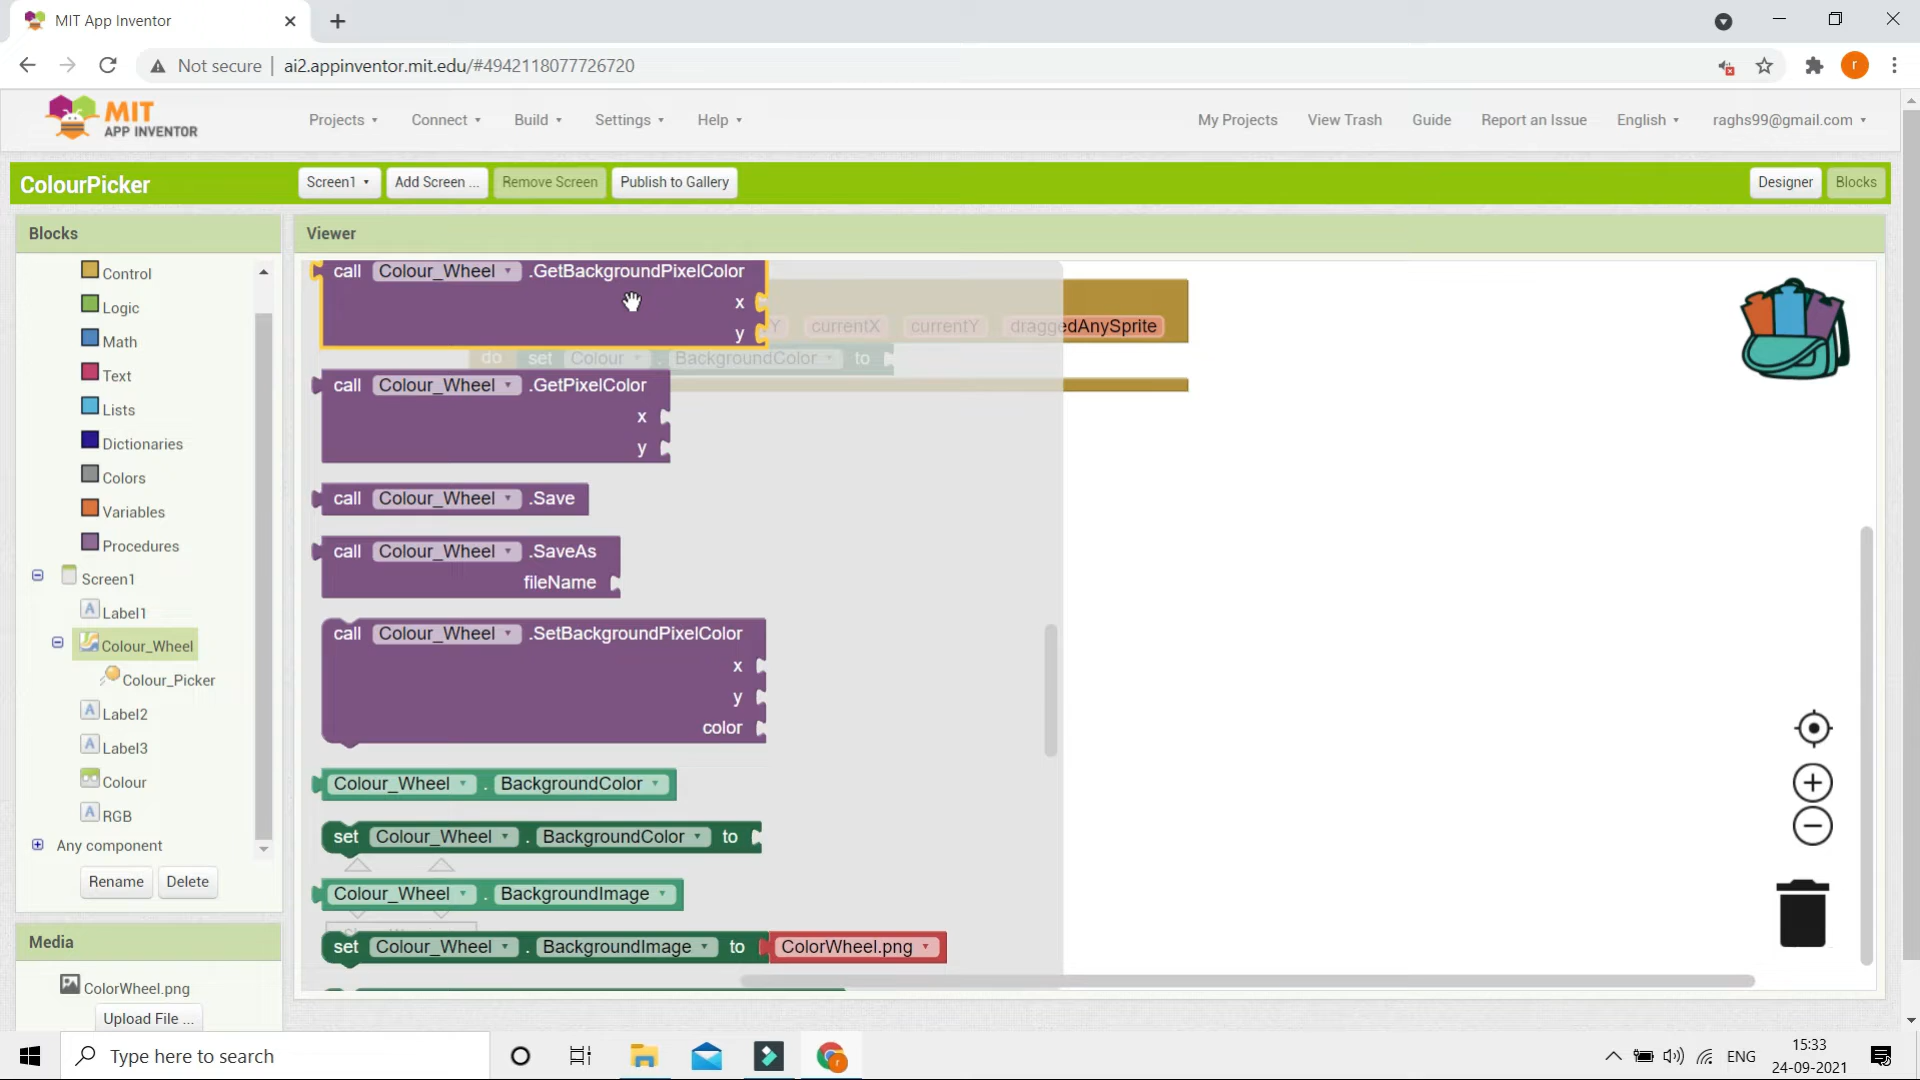 MIT App Inventor
Not secure
ai2.appinventor.mit.edu/#4942118077726720
r
MIT
APP INVENTOR
Projects
Connect
Build
Settings
Help
My Projects
View Trash
Guide
Report an Issue
English
raghs99@gmail.com
ColourPicker
Screen1
Add Screen ...
Remove Screen
Publish to Gallery
Designer
Blocks
Blocks
Viewer
Control
Logic
Math
Text
Lists
Dictionaries
Colors
Variables
Procedures
Screen1
Label1
Colour_Wheel
Colour_Picker
Label2
Label3
Colour
RGB
Any component
Rename
Delete
Media
ColorWheel.png
Upload File ...
call Colour_Wheel .GetBackgroundPixelColor
x
y
Y currentX currentY draggedAnySprite
do set Colour . BackgroundColor to
call Colour_Wheel .GetPixelColor
x
y
call Colour_Wheel .Save
call Colour_Wheel .SaveAs
fileName
call Colour_Wheel .SetBackgroundPixelColor
x
y
color
Colour_Wheel . BackgroundColor
set Colour_Wheel . BackgroundColor to
Colour_Wheel . BackgroundImage
set Colour_Wheel . BackgroundImage to ColorWheel.png
Type here to search
r
ENG
15:33
24-09-2021